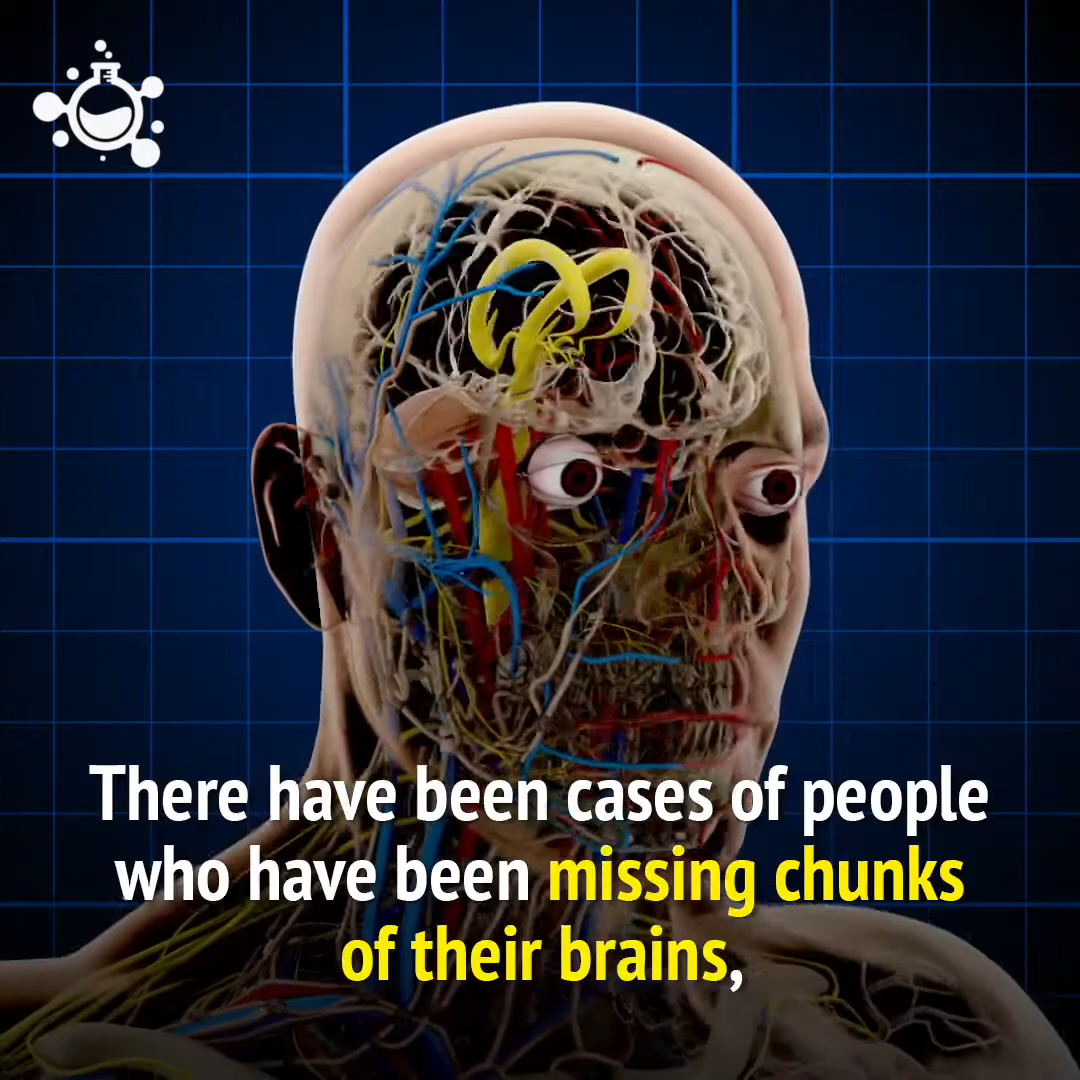 There have been cases of people
who have been missing chunks
of their brains,